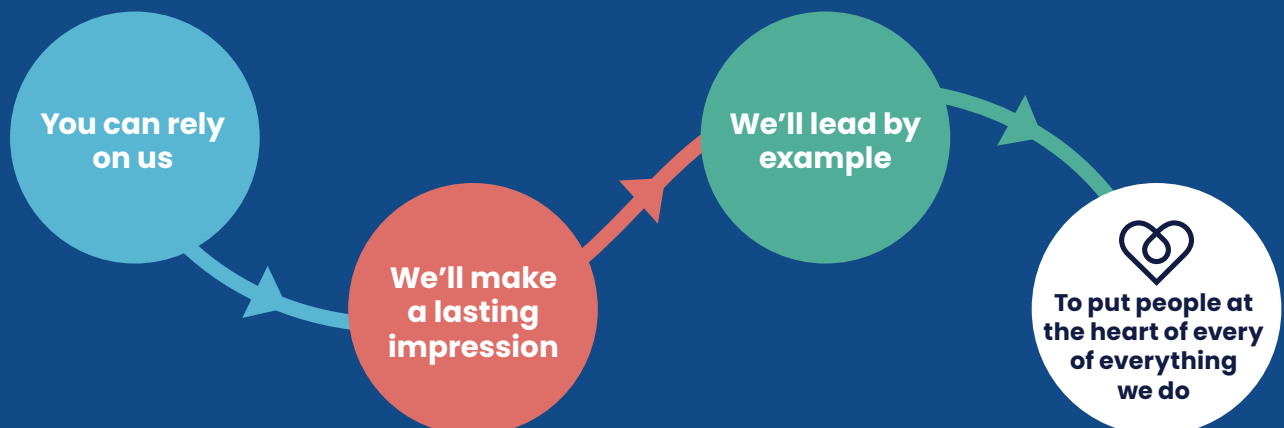 You can rely
on us
We’ll make
a lasting
impression
We’ll lead by
example
To put people at
the heart of every
of everything
we do